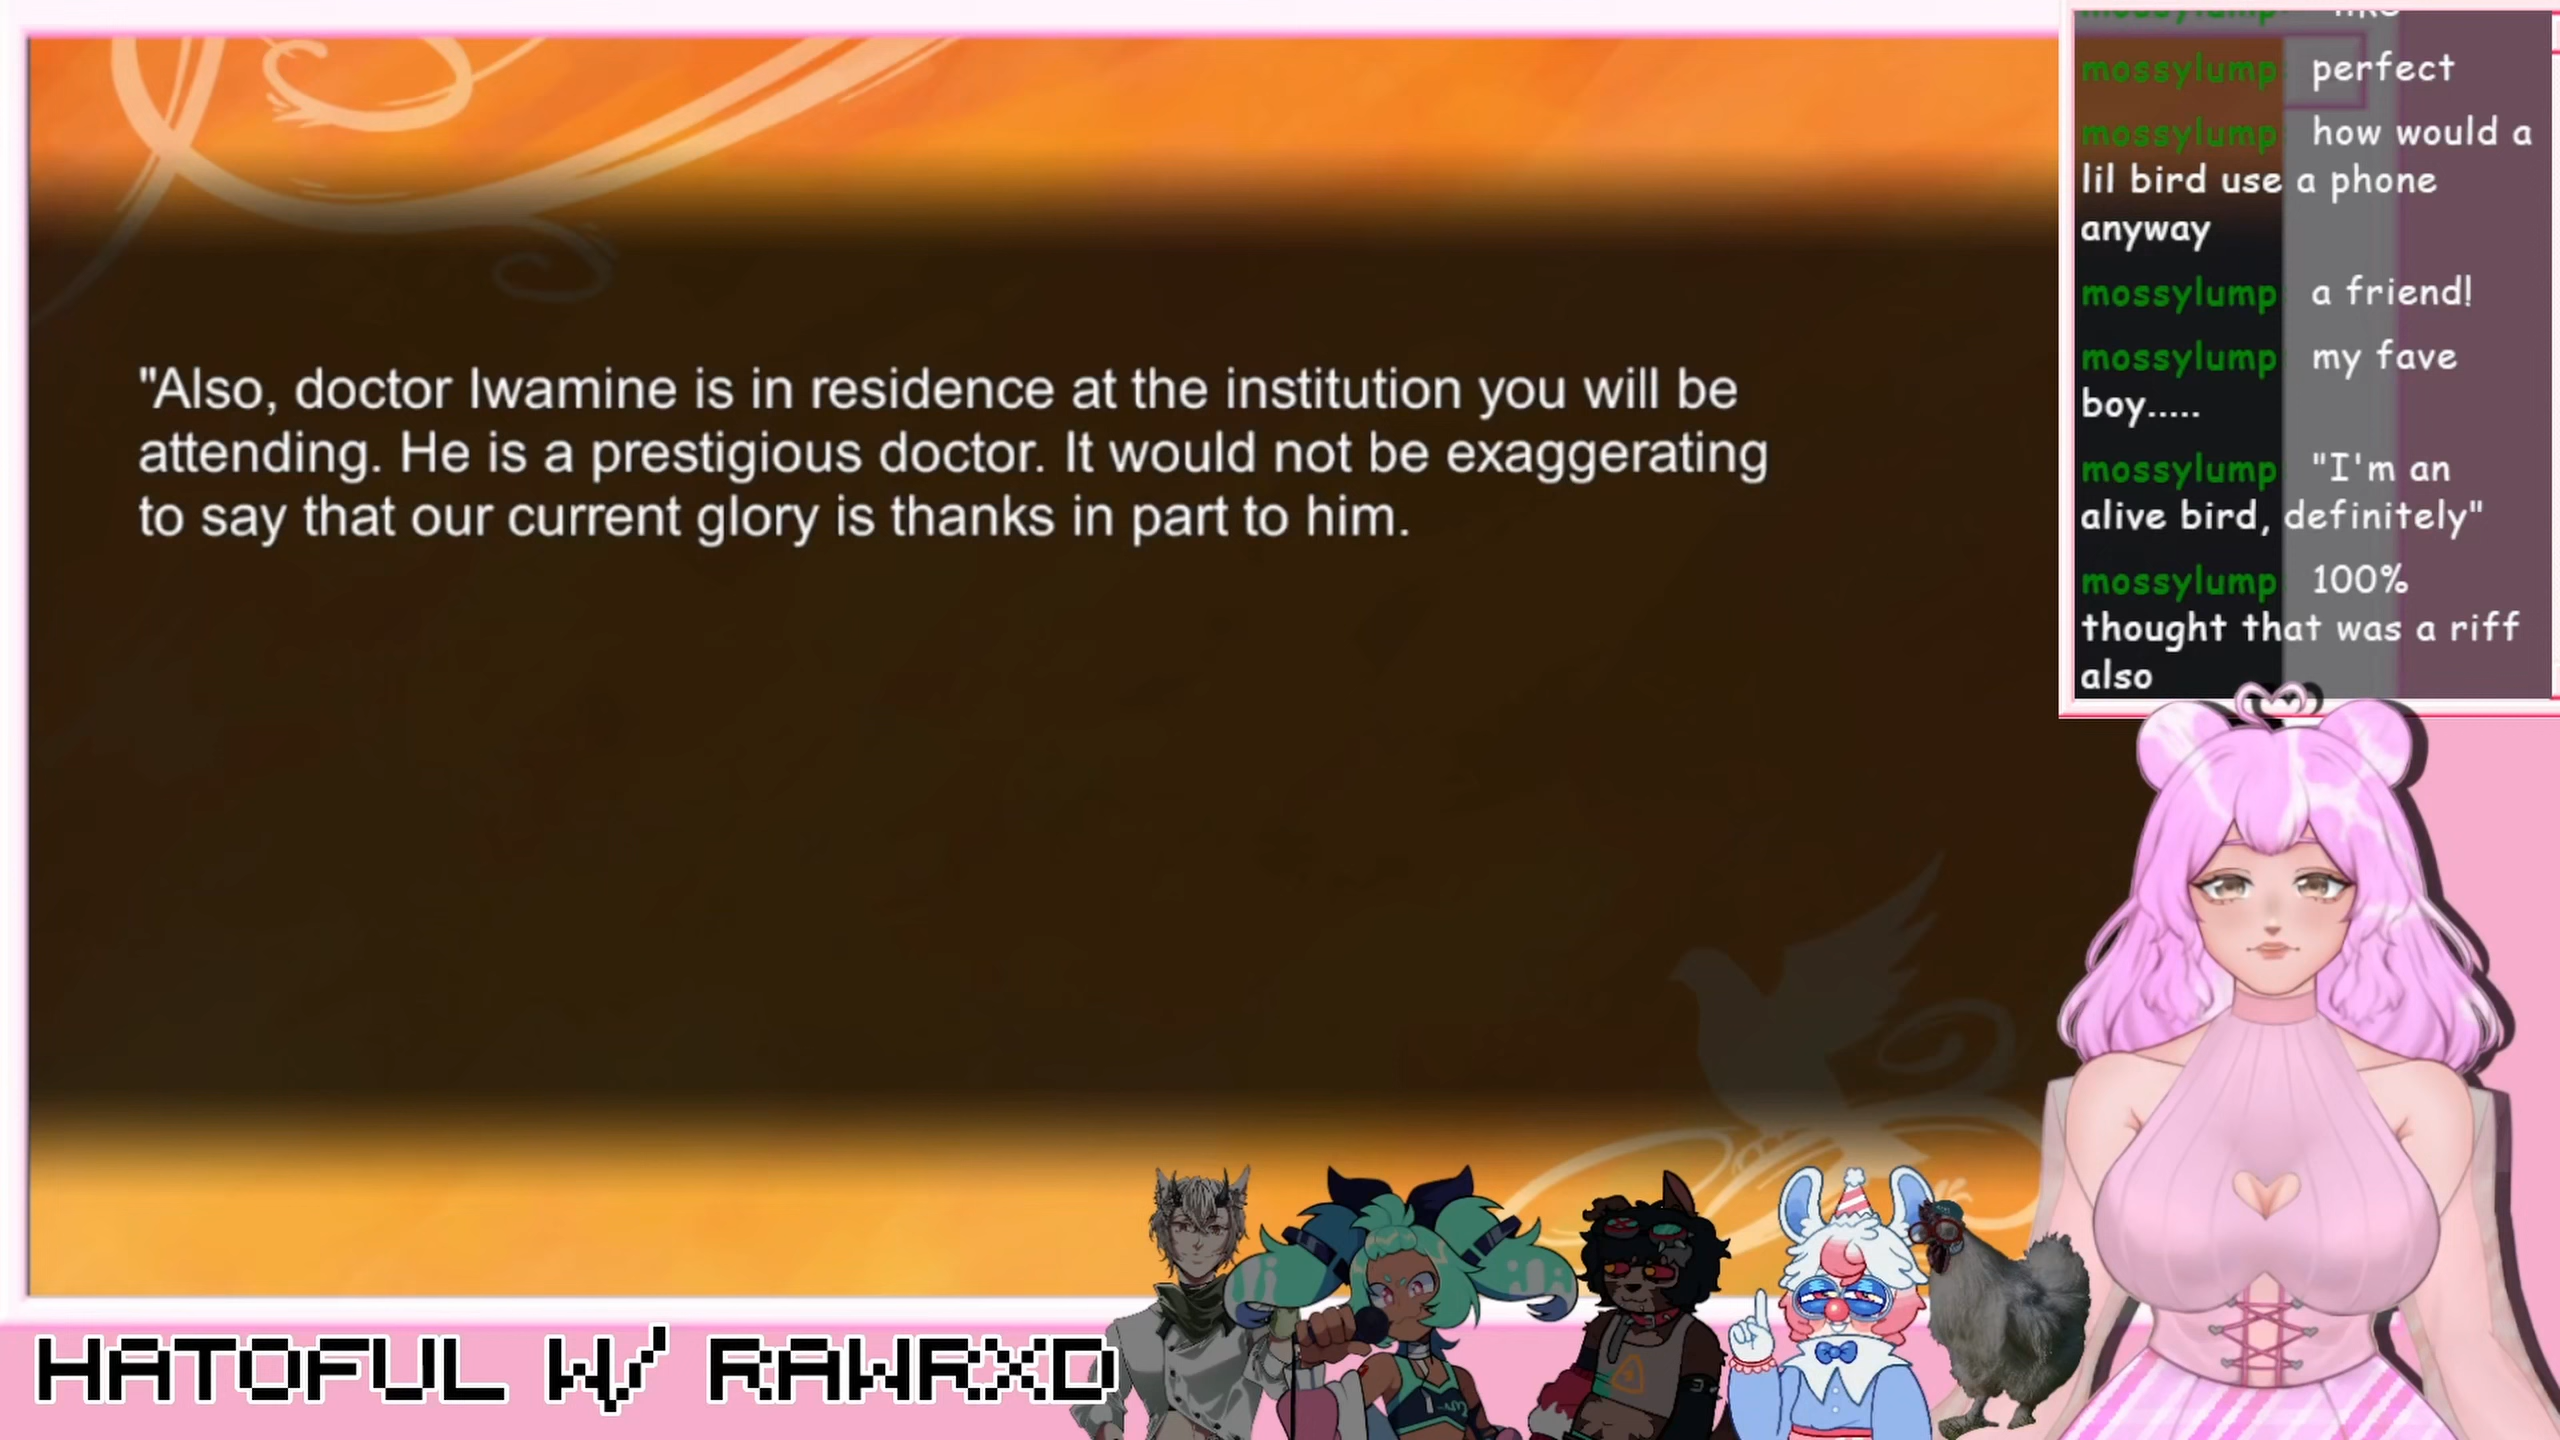 "Also, doctor Iwamine is in residence at the institution you will be
attending. He is a prestigious doctor. It would not be exaggerating
to say that our current glory is thanks in part to him.
mossylump perfect
mossylump how would a
lil bird use a phone
anyway
mossylump a friend!
mossylump my fave
boy.....
mossylump "I'm an
alive bird, definitely"
mossylump 100%
thought that was a riff
also
HATOFUL W/ RAWRXD